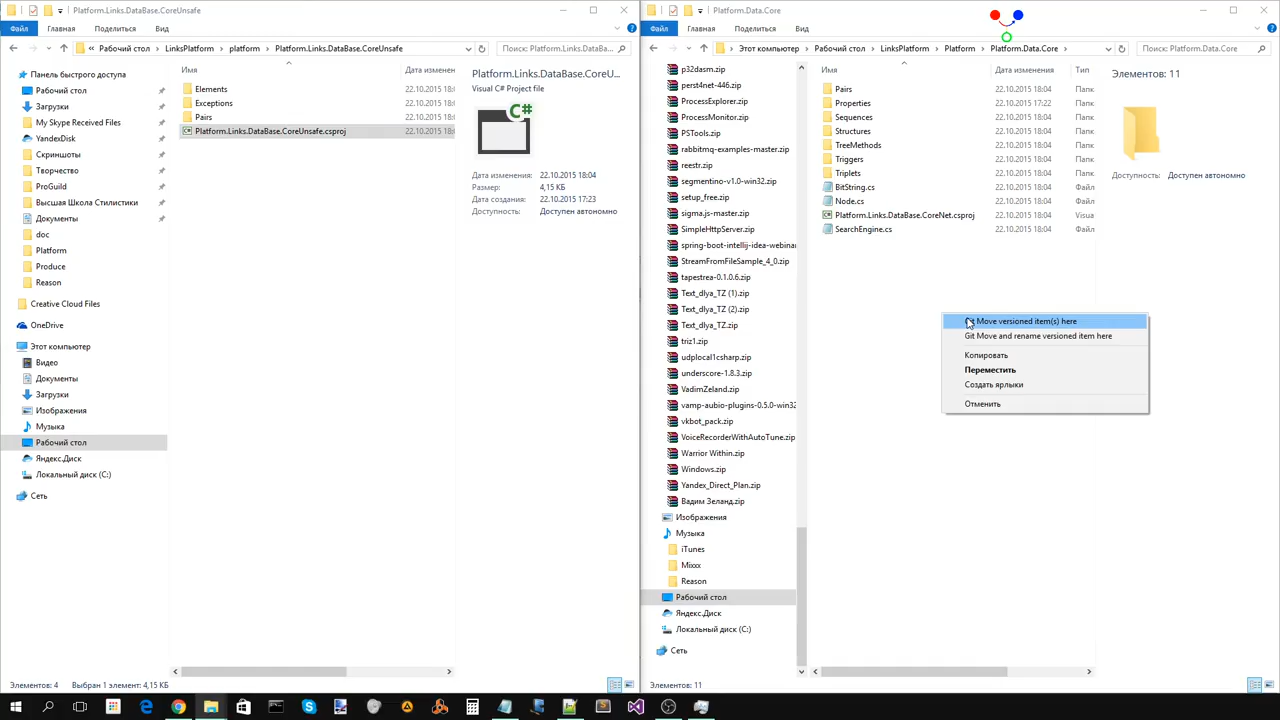 Platform.Links.DataBase.CoreUnsafe
Файл
Главная
Поделиться
Вид
« Рабочий стол › LinksPlatform › platform › Platform.Links.DataBase.CoreUnsafe
Поиск: Platform.Links.DataBa...
Панель быстрого доступа
Рабочий стол
Загрузки
My Skype Received Files
YandexDisk
Скриншоты
Творчество
ProGuild
Высшая Школа Стилистики
Документы
doc
Platform
Produce
Reason
Creative Cloud Files
OneDrive
Этот компьютер
Видео
Документы
Загрузки
Изображения
Музыка
Рабочий стол
Яндекс.Диск
Локальный диск (C:)
Сеть
Имя
Дата изменен
Elements
22.10.2015 18:0
Exceptions
22.10.2015 18:0
Pairs
22.10.2015 18:0
Platform.Links.DataBase.CoreUnsafe.csproj
22.10.2015 18:0
Platform.Links.DataBase.CoreU...
Visual C# Project file
C#
Дата изменения: 22.10.2015 18:04
Размер: 4,15 КБ
Дата создания: 22.10.2015 17:23
Доступность: Доступен автономно
Элементов: 4
Выбран 1 элемент: 4,15 КБ
Platform.Data.Core
Файл
Главная
Поделиться
Вид
Этот компьютер › Рабочий стол › LinksPlatform › Platform › Platform.Data.Core ›
Поиск: Platform.Data.Core
p32dasm.zip
perst4net-446.zip
ProcessExplorer.zip
ProcessMonitor.zip
PSTools.zip
rabbitmq-examples-master.zip
reestr.zip
segmentino-v1.0-win32.zip
setup_free.zip
sigma.js-master.zip
SimpleHttpServer.zip
spring-boot-intellij-idea-webinar
StreamFromFileSample_4_0.zip
tapestrea-0.1.0.6.zip
Text_dlya_TZ (1).zip
Text_dlya_TZ (2).zip
Text_dlya_TZ.zip
triz1.zip
udplocal1csharp.zip
underscore-1.8.3.zip
VadimZeland.zip
vamp-aubio-plugins-0.5.0-win32
vkbot_pack.zip
VoiceRecorderWithAutoTune.zip
Warrior Within.zip
Windows.zip
Yandex_Direct_Plan.zip
Вадим Зеланд.zip
Изображения
Музыка
iTunes
Mixxx
Reason
Рабочий стол
Яндекс.Диск
Локальный диск (C:)
Сеть
Имя
Дата изменения
Тип
Pairs
22.10.2015 18:04
Папк
Properties
22.10.2015 17:22
Папк
Sequences
22.10.2015 18:04
Папк
Structures
22.10.2015 18:04
Папк
TreeMethods
22.10.2015 18:04
Папк
Triggers
22.10.2015 18:04
Папк
Triplets
22.10.2015 18:04
Папк
BitString.cs
22.10.2015 18:04
Файл
Node.cs
22.10.2015 18:04
Файл
Platform.Links.DataBase.CoreNet.csproj
22.10.2015 18:04
Visua
SearchEngine.cs
22.10.2015 18:04
Файл
Move versioned item(s) here
Git Move and rename versioned item here
Копировать
Переместить
Создать ярлыки
Отменить
Элементов: 11
Доступность: Доступен автономно
Элементов: 11